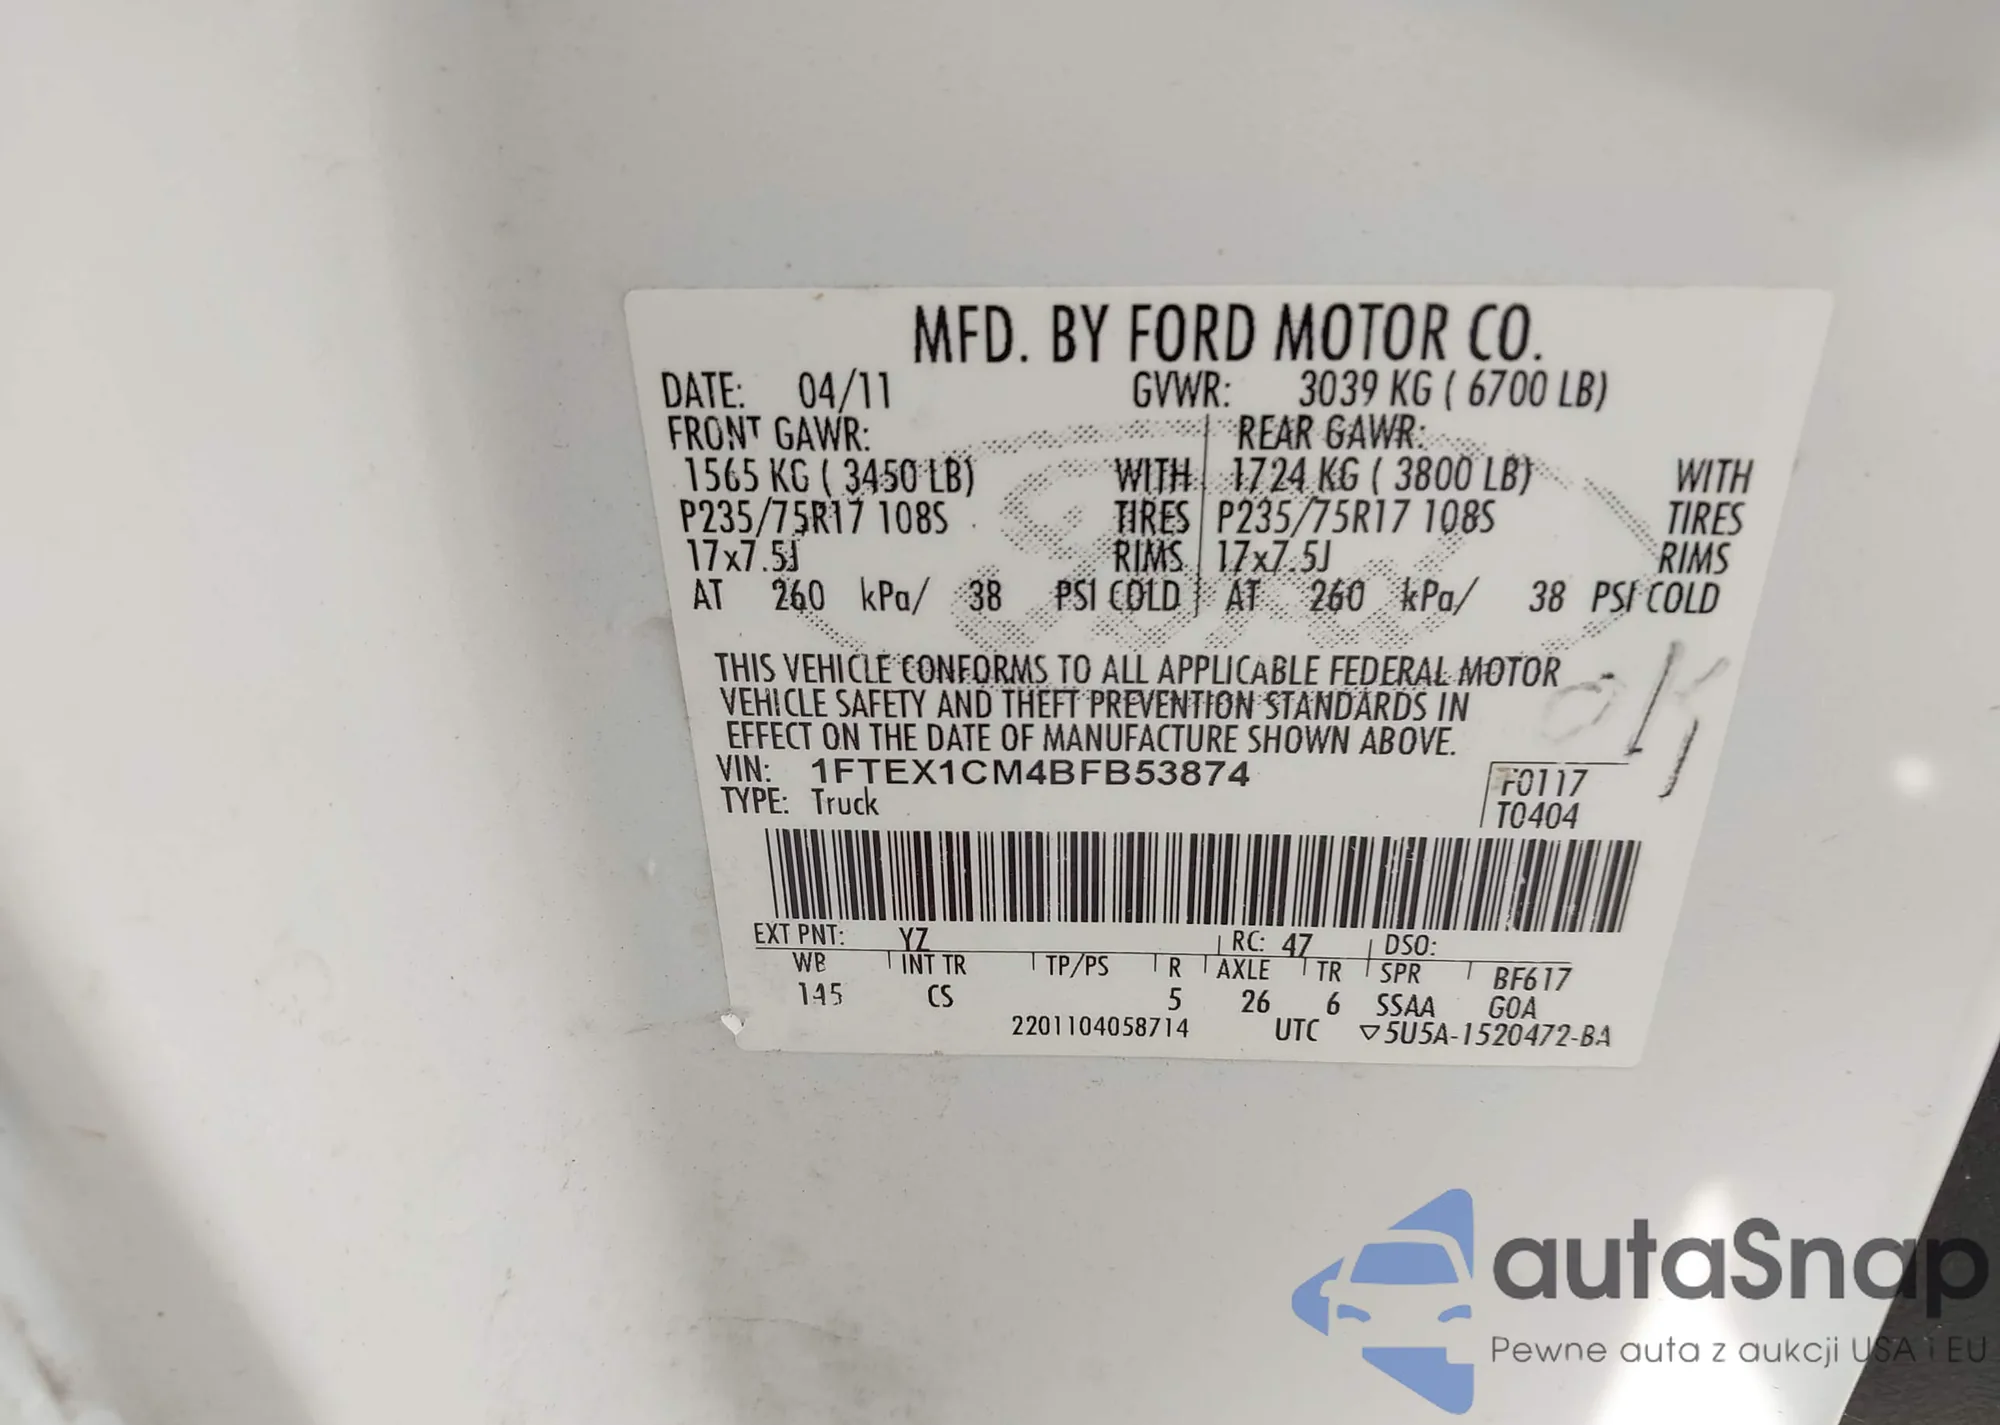 MFD. BY FORD MOTOR CO.
DATE: 04/11 GVWR: 3039 KG ( 6700 LB)
FRONT GAWR: REAR GAWR:
1565 KG ( 3450 LB) WITH 1724 KG ( 3800 LB) WITH
P235/75R17 108S TIRES P235/75R17 108S TIRES
17x7.5J RIMS 17x7.5J RIMS
AT 260 kPa/ 38 PSI COLD AT 260 kPa/ 38 PSI COLD
Ford
THIS VEHICLE CONFORMS TO ALL APPLICABLE FEDERAL MOTOR
VEHICLE SAFETY AND THEFT PREVENTION STANDARDS IN
EFFECT ON THE DATE OF MANUFACTURE SHOWN ABOVE.
OK
VIN: 1FTEX1CM4BFB53874 F0117
TYPE: Truck T0404
EXT PNT: YZ RC: 47 DSO:
WB INT TR TP/PS R AXLE TR SPR BF617
145 CS 5 26 6 SSAA GOA
2201104058714 UTC ▽5U5A-1520472-BA
autaSnap
Pewne auta z aukcji USA i EU